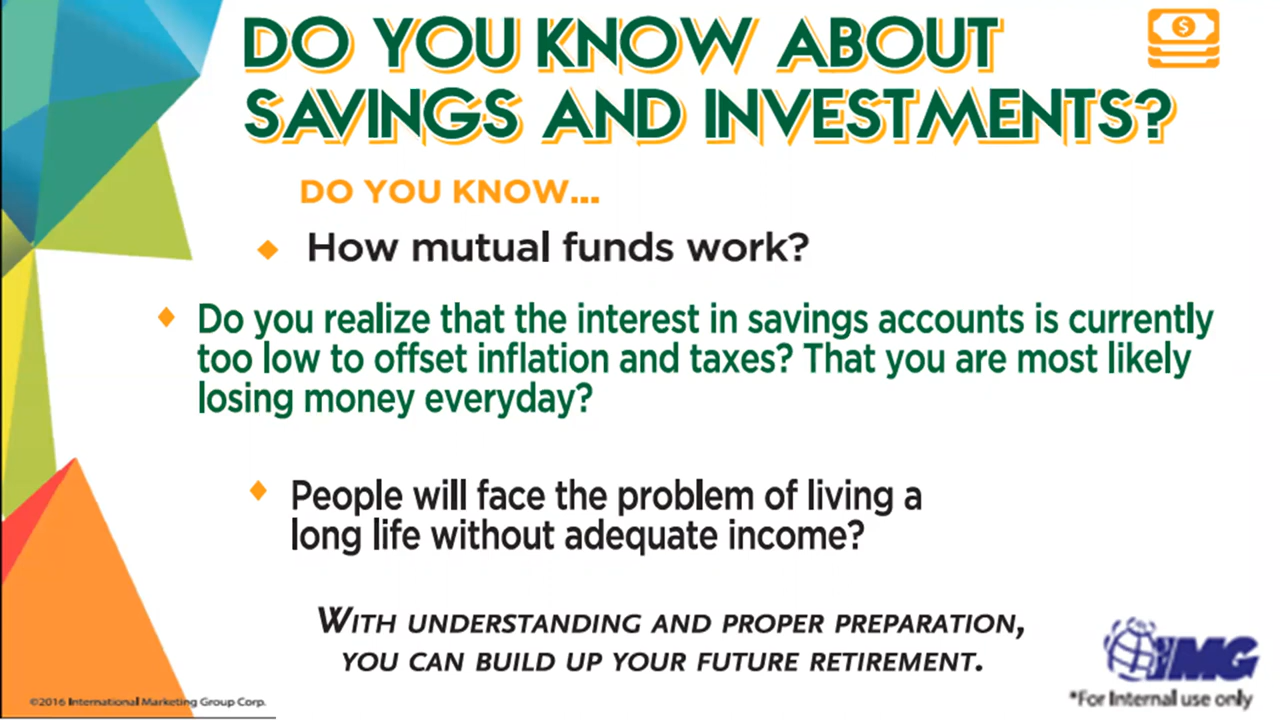 DO YOU KNOW ABOUT
SAVINGS AND INVESTMENTS?
$
DO YOU KNOW...
How mutual funds work?
Do you realize that the interest in savings accounts is currently
too low to offset inflation and taxes? That you are most likely
losing money everyday?
People will face the problem of living a
long life without adequate income?
WITH UNDERSTANDING AND PROPER PREPARATION,
YOU CAN BUILD UP YOUR FUTURE RETIREMENT.
IMG
*For Internal use only
©2016 International Marketing Group Corp.